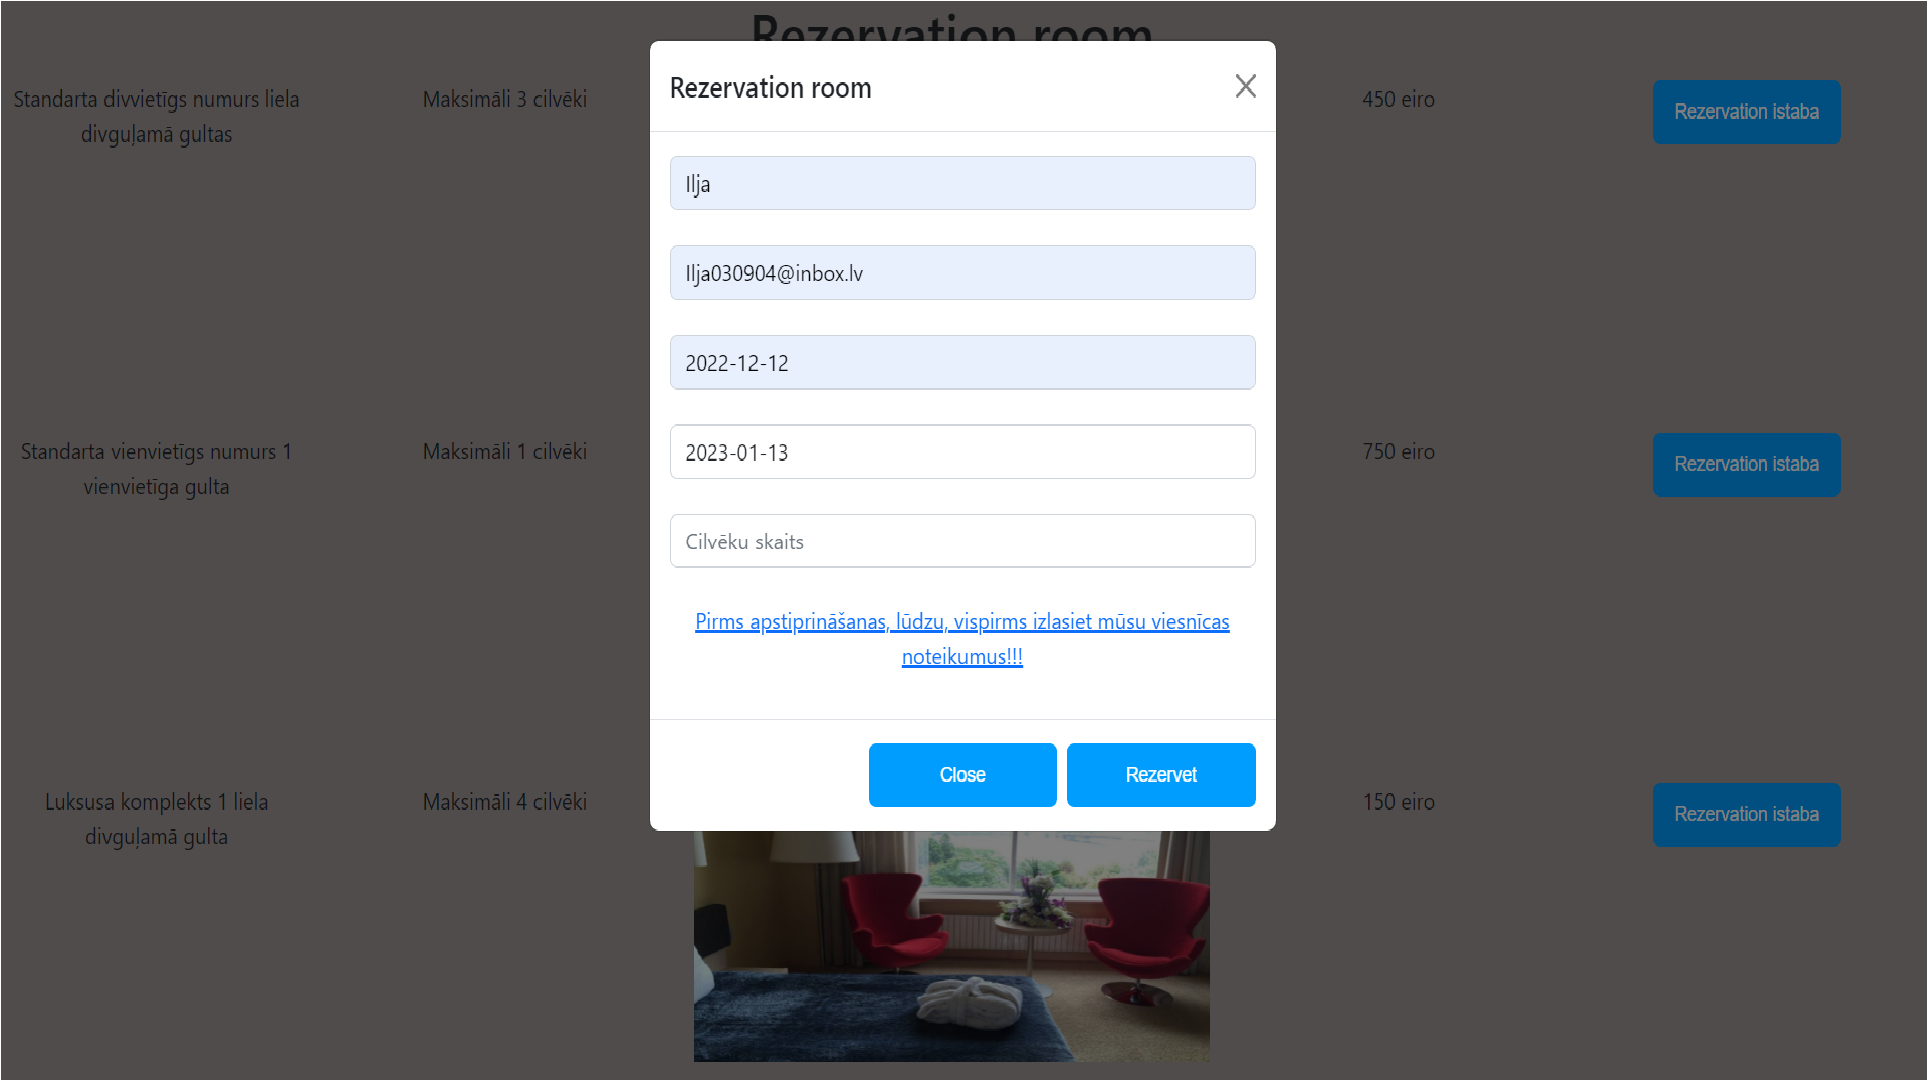 Rezervation room
Rezervation room
Standarta divvietīgs numurs liela
divguļamā gultas
Maksimāli 3 cilvēki
450 eiro
Rezervation istaba
Ilja
Ilja030904@inbox.lv
2022-12-12
2023-01-13
Standarta vienvietīgs numurs 1
vienvietīga gulta
Maksimāli 1 cilvēki
750 eiro
Rezervation istaba
Cilvēku skaits
Pirms apstiprināšanas, lūdzu, vispirms izlasiet mūsu viesnīcas
noteikumus!!!
Close
Rezervet
Luksusa komplekts 1 liela
divguļamā gulta
Maksimāli 4 cilvēki
150 eiro
Rezervation istaba